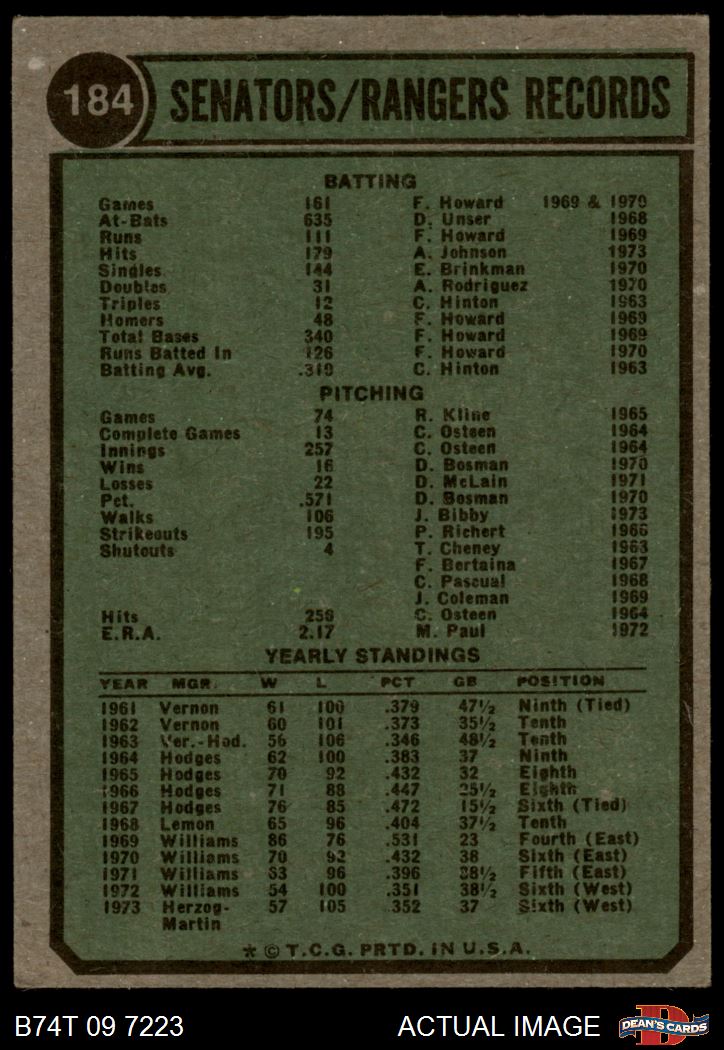 184 SENATORS/RANGERS RECORDS
BATTING
Games 161 F. Howard 1969 & 1970
At-Bats 635 D. Unser 1968
Runs 111 F. Howard 1969
Hits 179 A. Johnson 1973
Singles 144 E. Brinkman 1970
Doubles 31 A. Rodriguez 1970
Triples 12 C. Hinton 1963
Homers 48 F. Howard 1969
Total Bases 340 F. Howard 1969
Runs Batted In 126 F. Howard 1970
Batting Avg. .310 C. Hinton 1963
PITCHING
Games 74 R. Kline 1965
Complete Games 13 C. Osteen 1964
Innings 257 C. Osteen 1964
Wins 16 D. Bosman 1970
Losses 22 D. McLain 1971
Pct. .571 D. Bosman 1970
Walks 106 J. Bibby 1973
Strikeouts 195 P. Richert 1966
Shutouts 4 T. Cheney 1963
F. Bertaina 1967
C. Pascual 1968
J. Coleman 1969
Hits 256 C. Osteen 1964
E.R.A. 2.17 M. Paul 1972
YEARLY STANDINGS
YEAR MGR. W L PCT GB POSITION
1961 Vernon 61 100 .379 47½ Ninth (Tied)
1962 Vernon 60 101 .373 35½ Tenth
1963 Ver.-Hod. 56 106 .346 48½ Tenth
1964 Hodges 62 100 .383 37 Ninth
1965 Hodges 70 92 .432 32 Eighth
1966 Hodges 71 88 .447 25½ Eighth
1967 Hodges 76 85 .472 15½ Sixth (Tied)
1968 Lemon 65 96 .404 37½ Tenth
1969 Williams 86 76 .531 23 Fourth (East)
1970 Williams 70 92 .432 38 Sixth (East)
1971 Williams 63 96 .396 38½ Fifth (East)
1972 Williams 54 100 .351 38½ Sixth (West)
1973 Herzog- 57 105 .352 37 Sixth (West)
Martin
* © T.C.G. PRTD. IN U.S.A.
B74T 09 7223 ACTUAL IMAGE D DEAN'S CARDS